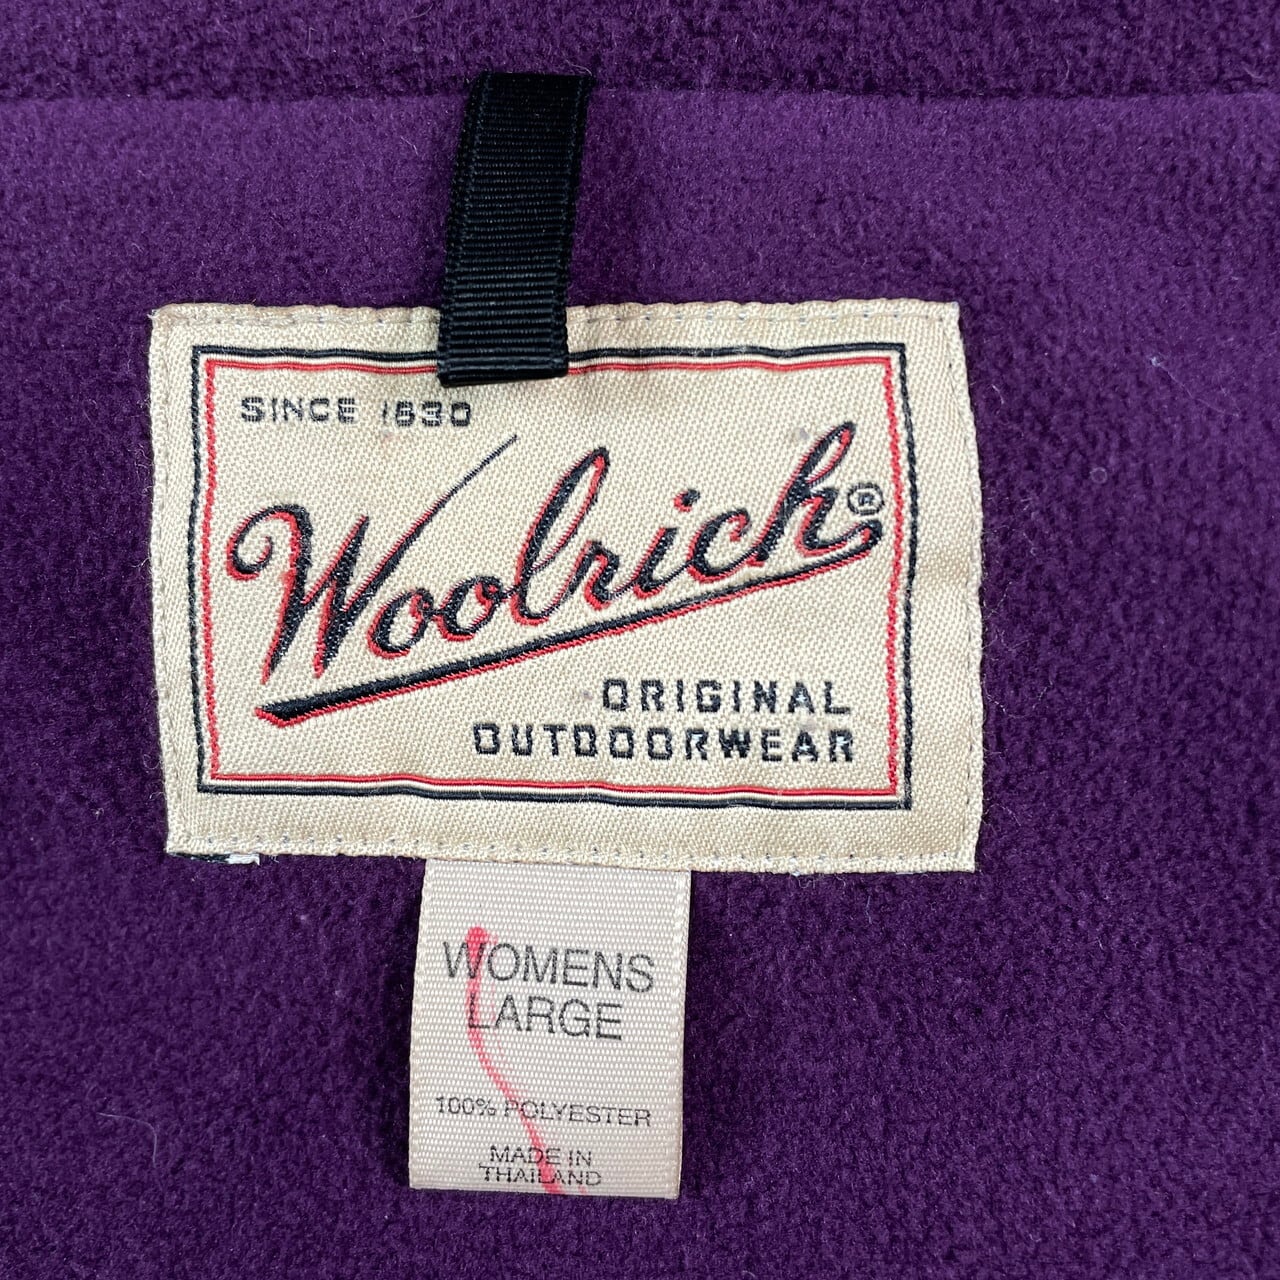 SINCE 1830
Woolrich®
ORIGINAL
OUTDOORWEAR
WOMENS
LARGE
100% POLYESTER
MADE IN
THAILAND